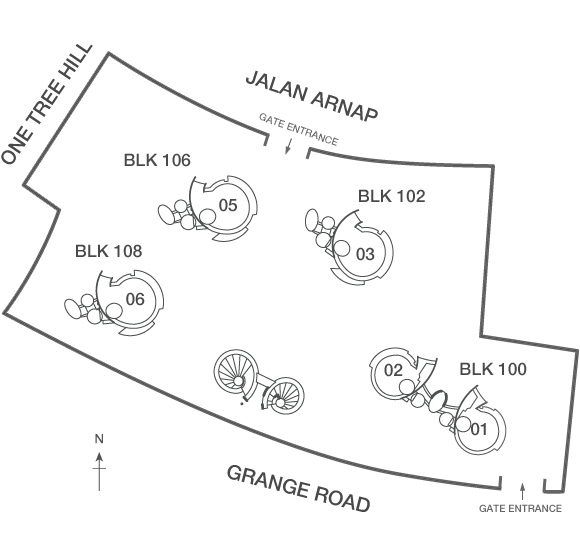 ONE TREE HILL
JALAN ARNAP
GATE ENTRANCE
BLK 106
05
BLK 102
03
BLK 108
06
02
BLK 100
01
N
GRANGE ROAD
GATE ENTRANCE